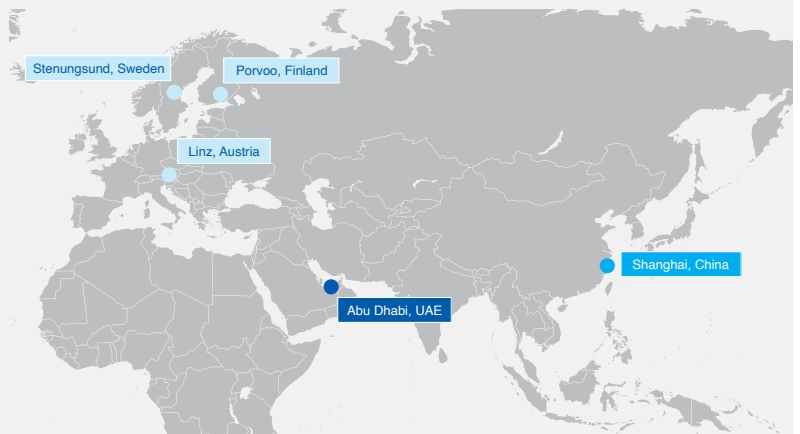 Stenungsund, Sweden
Porvoo, Finland
Linz, Austria
Shanghai, China
Abu Dhabi, UAE